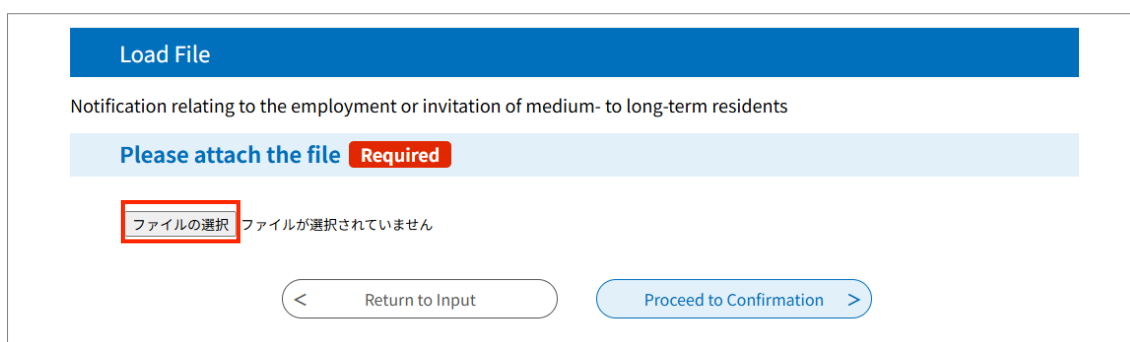 Load File
Notification relating to the employment or invitation of medium- to long-term residents
Please attach the file Required
ファイルの選択 ファイルが選択されていません
< Return to Input Proceed to Confirmation >